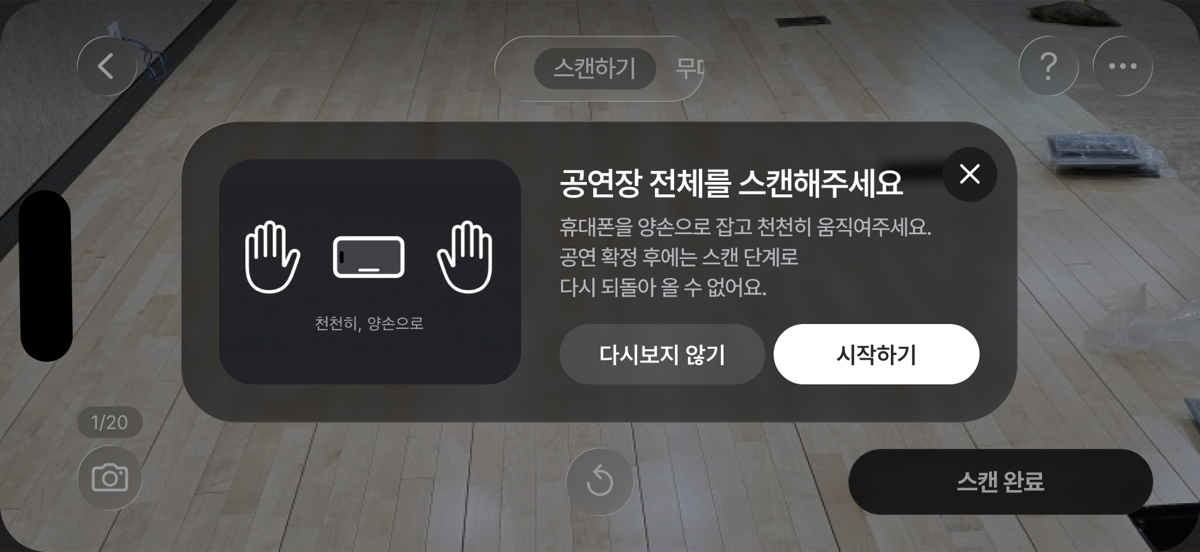 스캔하기
?
공연장 전체를 스캔해주세요
휴대폰을 양손으로 잡고 천천히 움직여주세요.
공연 확정 후에는 스캔 단계로
다시 되돌아 올 수 없어요.
천천히, 양손으로
다시보지 않기
시작하기
1/20
스캔 완료